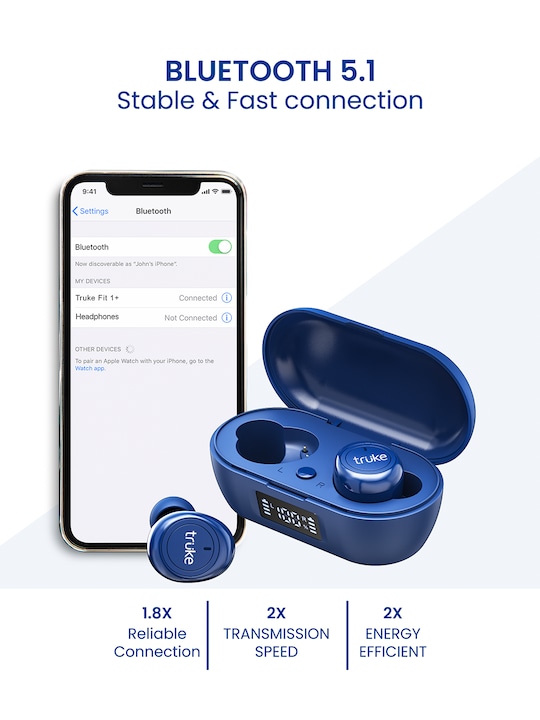 BLUETOOTH 5.1
Stable & Fast connection
9:41
Settings Bluetooth
Bluetooth
Now discoverable as "John's iPhone".
MY DEVICES
Truke Fit 1+ Connected
Headphones Not Connected
OTHER DEVICES
To pair an Apple Watch with your iPhone, go to the
Watch app.
truke
L
R
L 100 R
%
truke
1.8X
Reliable
Connection
2X
TRANSMISSION
SPEED
2X
ENERGY
EFFICIENT